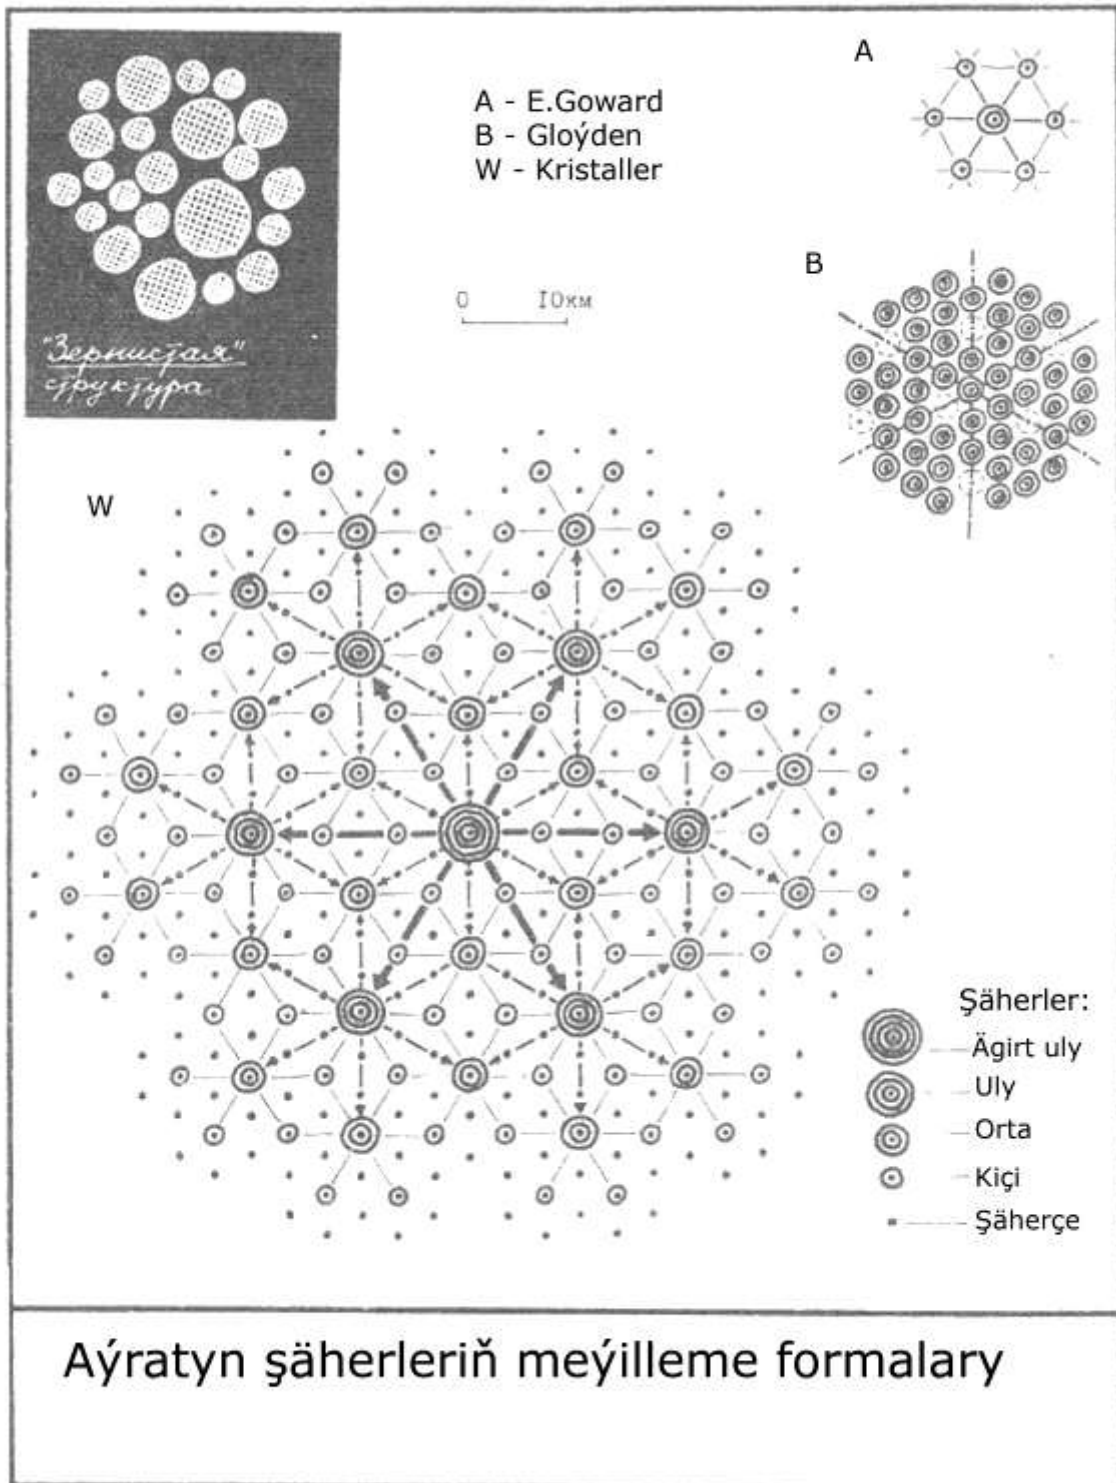 A - E.Goward
B - Gloýden
W - Kristaller
A
B
0 10км
"Зернистая"
структура
W
Şäherler:
Ägirt uly
Uly
Orta
Kiçi
Şäherçe
Aýratyn şäherleriň meýilleme formalary